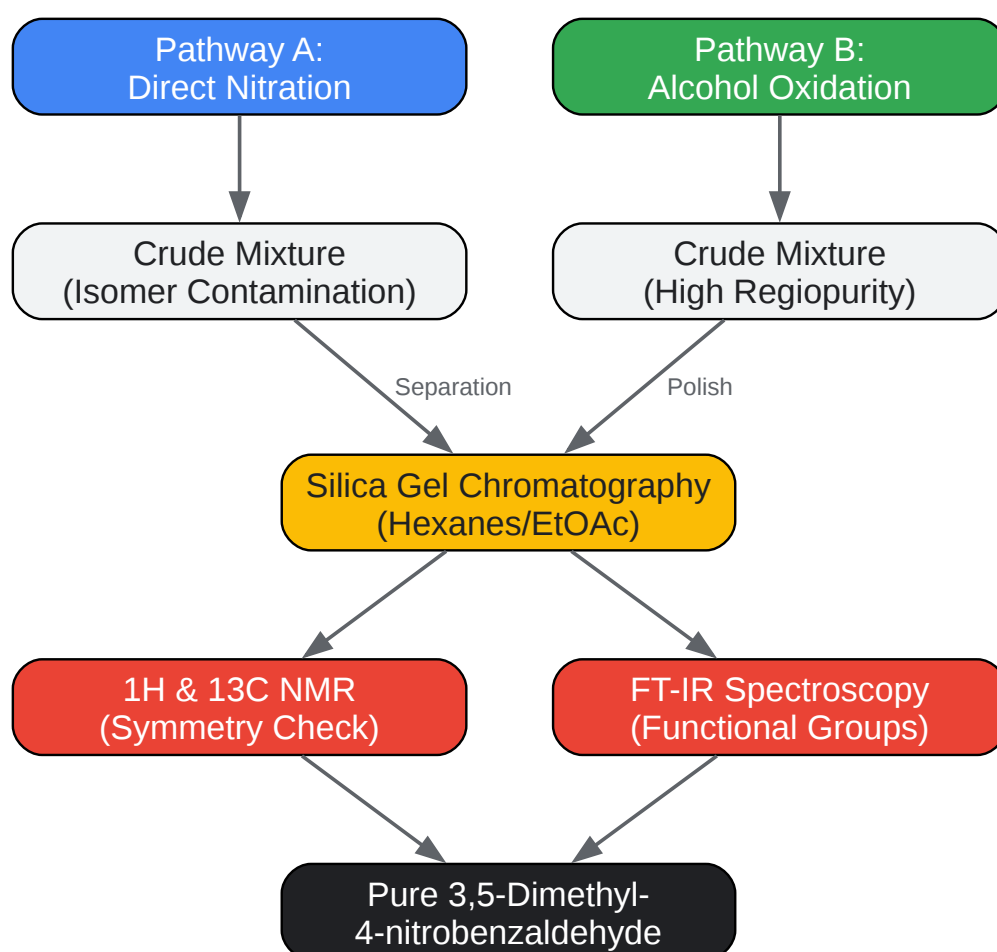 Pathway A:
Direct Nitration
Pathway B:
Alcohol Oxidation
Crude Mixture
(Isomer Contamination)
Crude Mixture
(High Regiopurity)
Separation
Polish
Silica Gel Chromatography
(Hexanes/EtOAc)
1H & 13C NMR
(Symmetry Check)
FT-IR Spectroscopy
(Functional Groups)
Pure 3,5-Dimethyl-
4-nitrobenzaldehyde